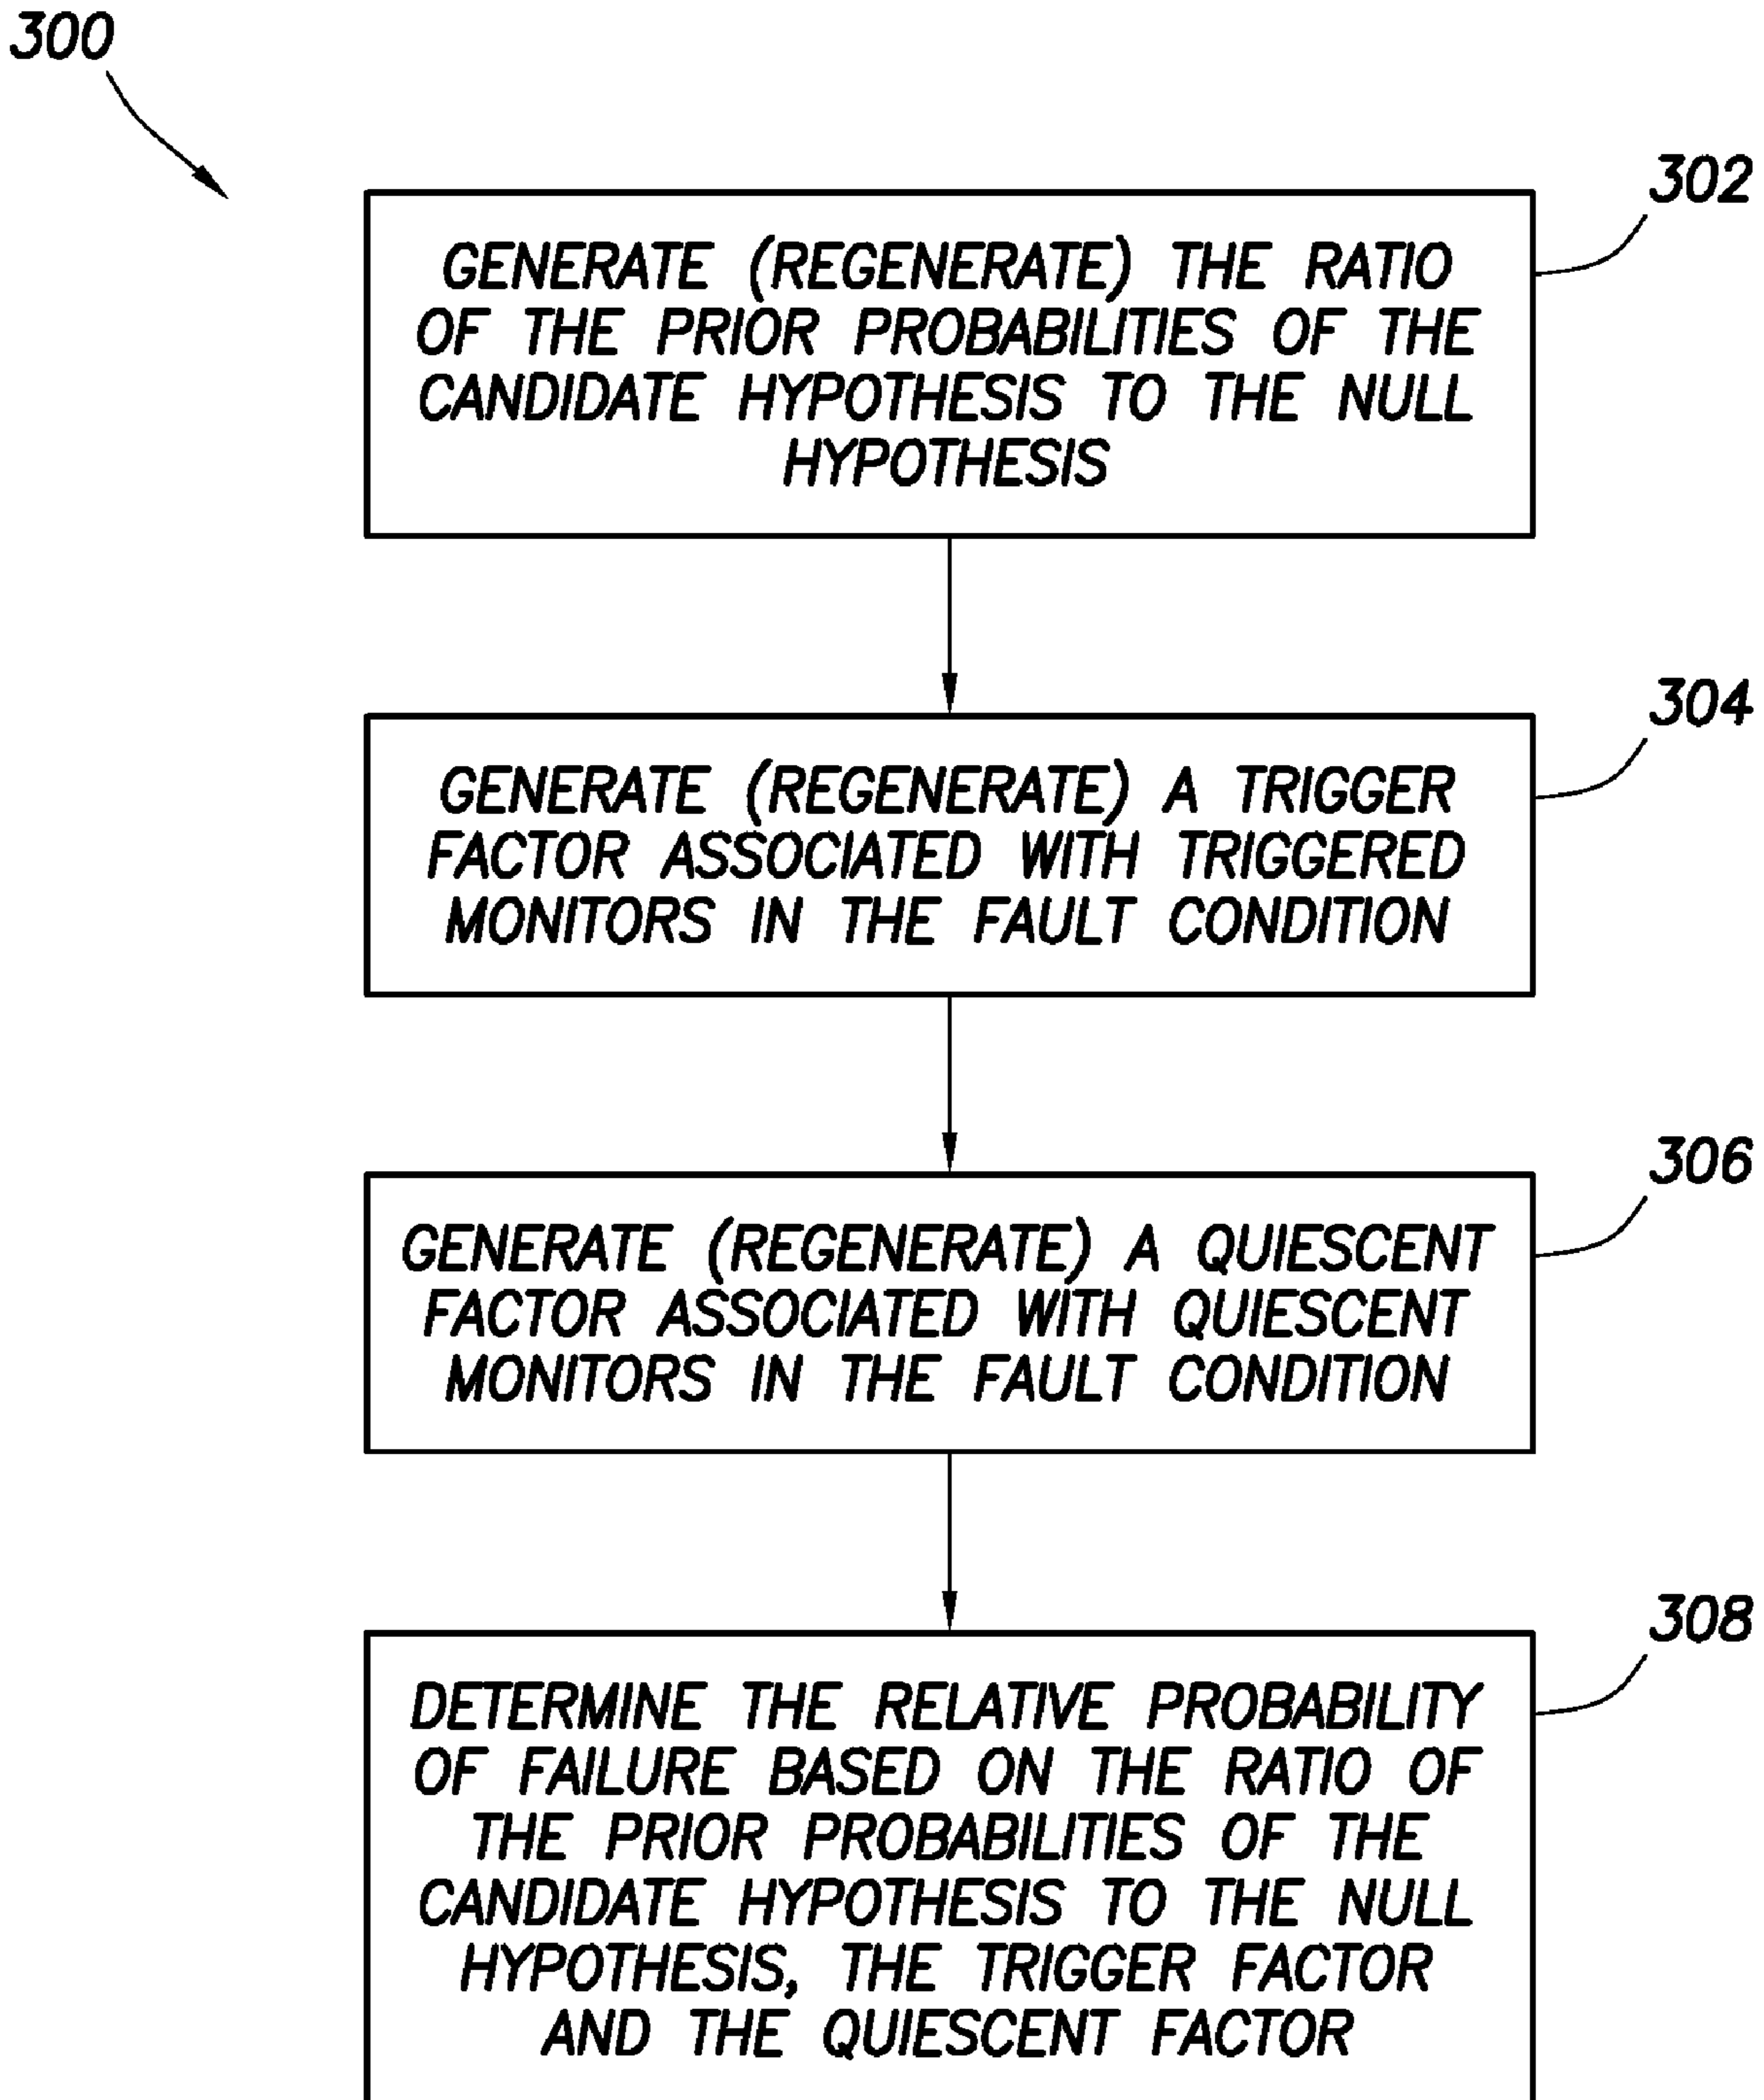 300
302
GENERATE (REGENERATE) THE RATIO
OF THE PRIOR PROBABILITIES OF THE
CANDIDATE HYPOTHESIS TO THE NULL
HYPOTHESIS
304
GENERATE (REGENERATE) A TRIGGER
FACTOR ASSOCIATED WITH TRIGGERED
MONITORS IN THE FAULT CONDITION
306
GENERATE (REGENERATE) A QUIESCENT
FACTOR ASSOCIATED WITH QUIESCENT
MONITORS IN THE FAULT CONDITION
308
DETERMINE THE RELATIVE PROBABILITY
OF FAILURE BASED ON THE RATIO OF
THE PRIOR PROBABILITIES OF THE
CANDIDATE HYPOTHESIS TO THE NULL
HYPOTHESIS, THE TRIGGER FACTOR
AND THE QUIESCENT FACTOR